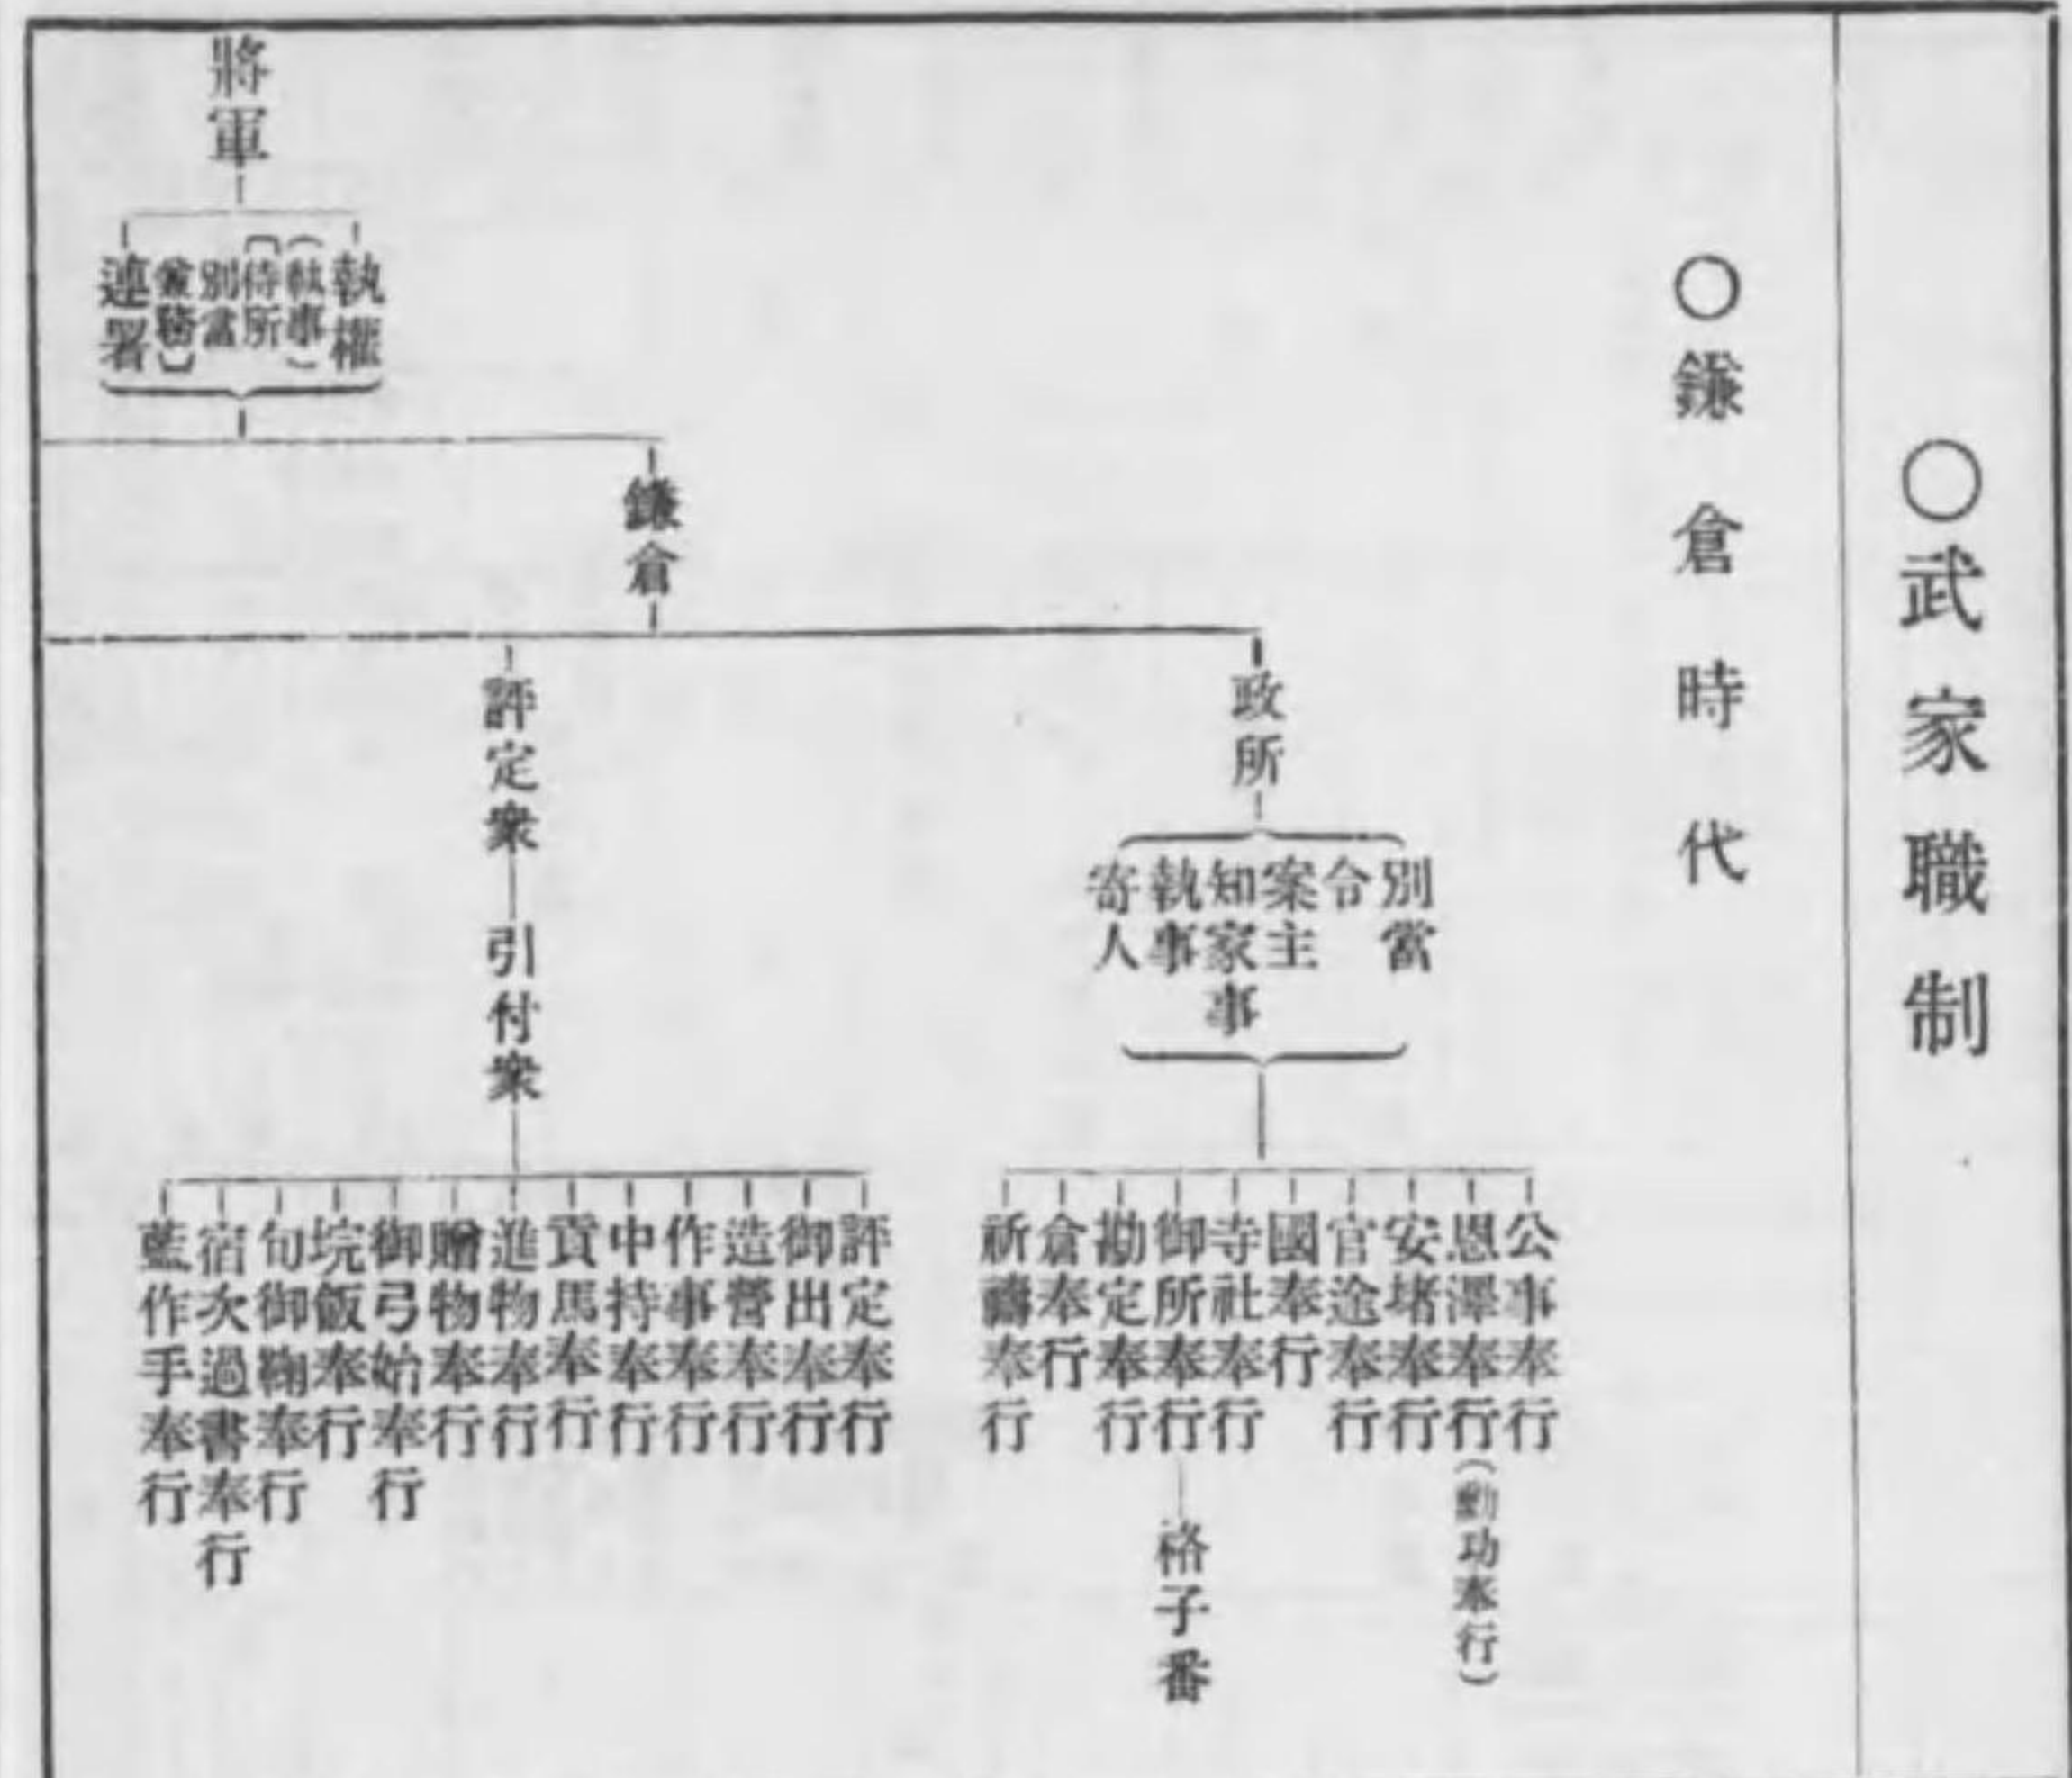 ○武家職制
○鎌倉時代
將軍
執權
(執事)
〔侍所
別當
兼務〕
連署
鎌倉
政所
別當
令
案主
知家事
執事
寄人
公事奉行
恩澤奉行(勳功奉行)
安堵奉行
官途奉行
國奉行
寺社奉行
御所奉行
格子番
勘定奉行
倉奉行
祈禱奉行
評定衆
引付衆
評定奉行
御出奉行
造營奉行
作事奉行
中持奉行
貢馬奉行
進物奉行
贈物奉行
御弓始奉行
垸飯奉行
旬御鞠奉行
宿次過書奉行
藍作手奉行